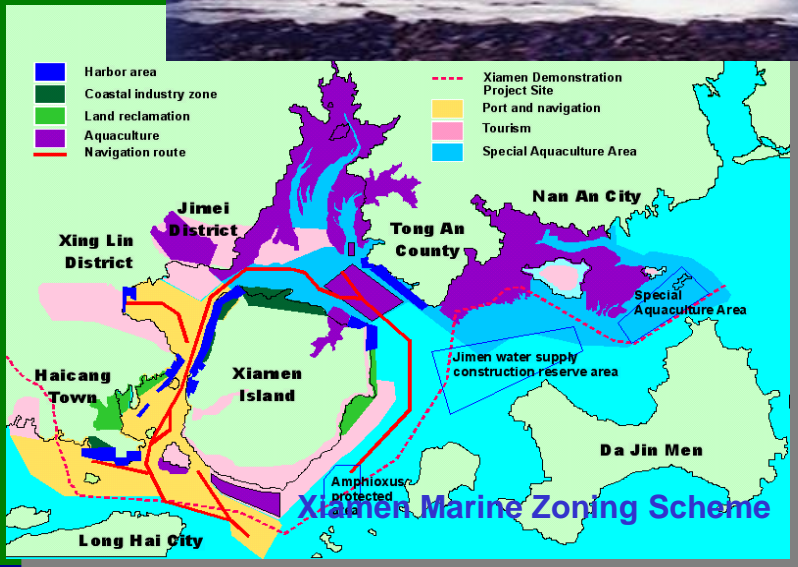 Harbor area
Coastal industry zone
Land reclamation
Aquaculture
Navigation route
Xiamen Demonstration
Project Site
Port and navigation
Tourism
Special Aquaculture Area
Nan An City
Jimei
District
Tong An
County
Xing Lin
District
Special
Aquaculture Area
Jimen water supply
construction reserve area
Haicang
Town
Xiamen
Island
Da Jin Men
Amphioxus
protected
area
Xiamen Marine Zoning Scheme
Long Hai City